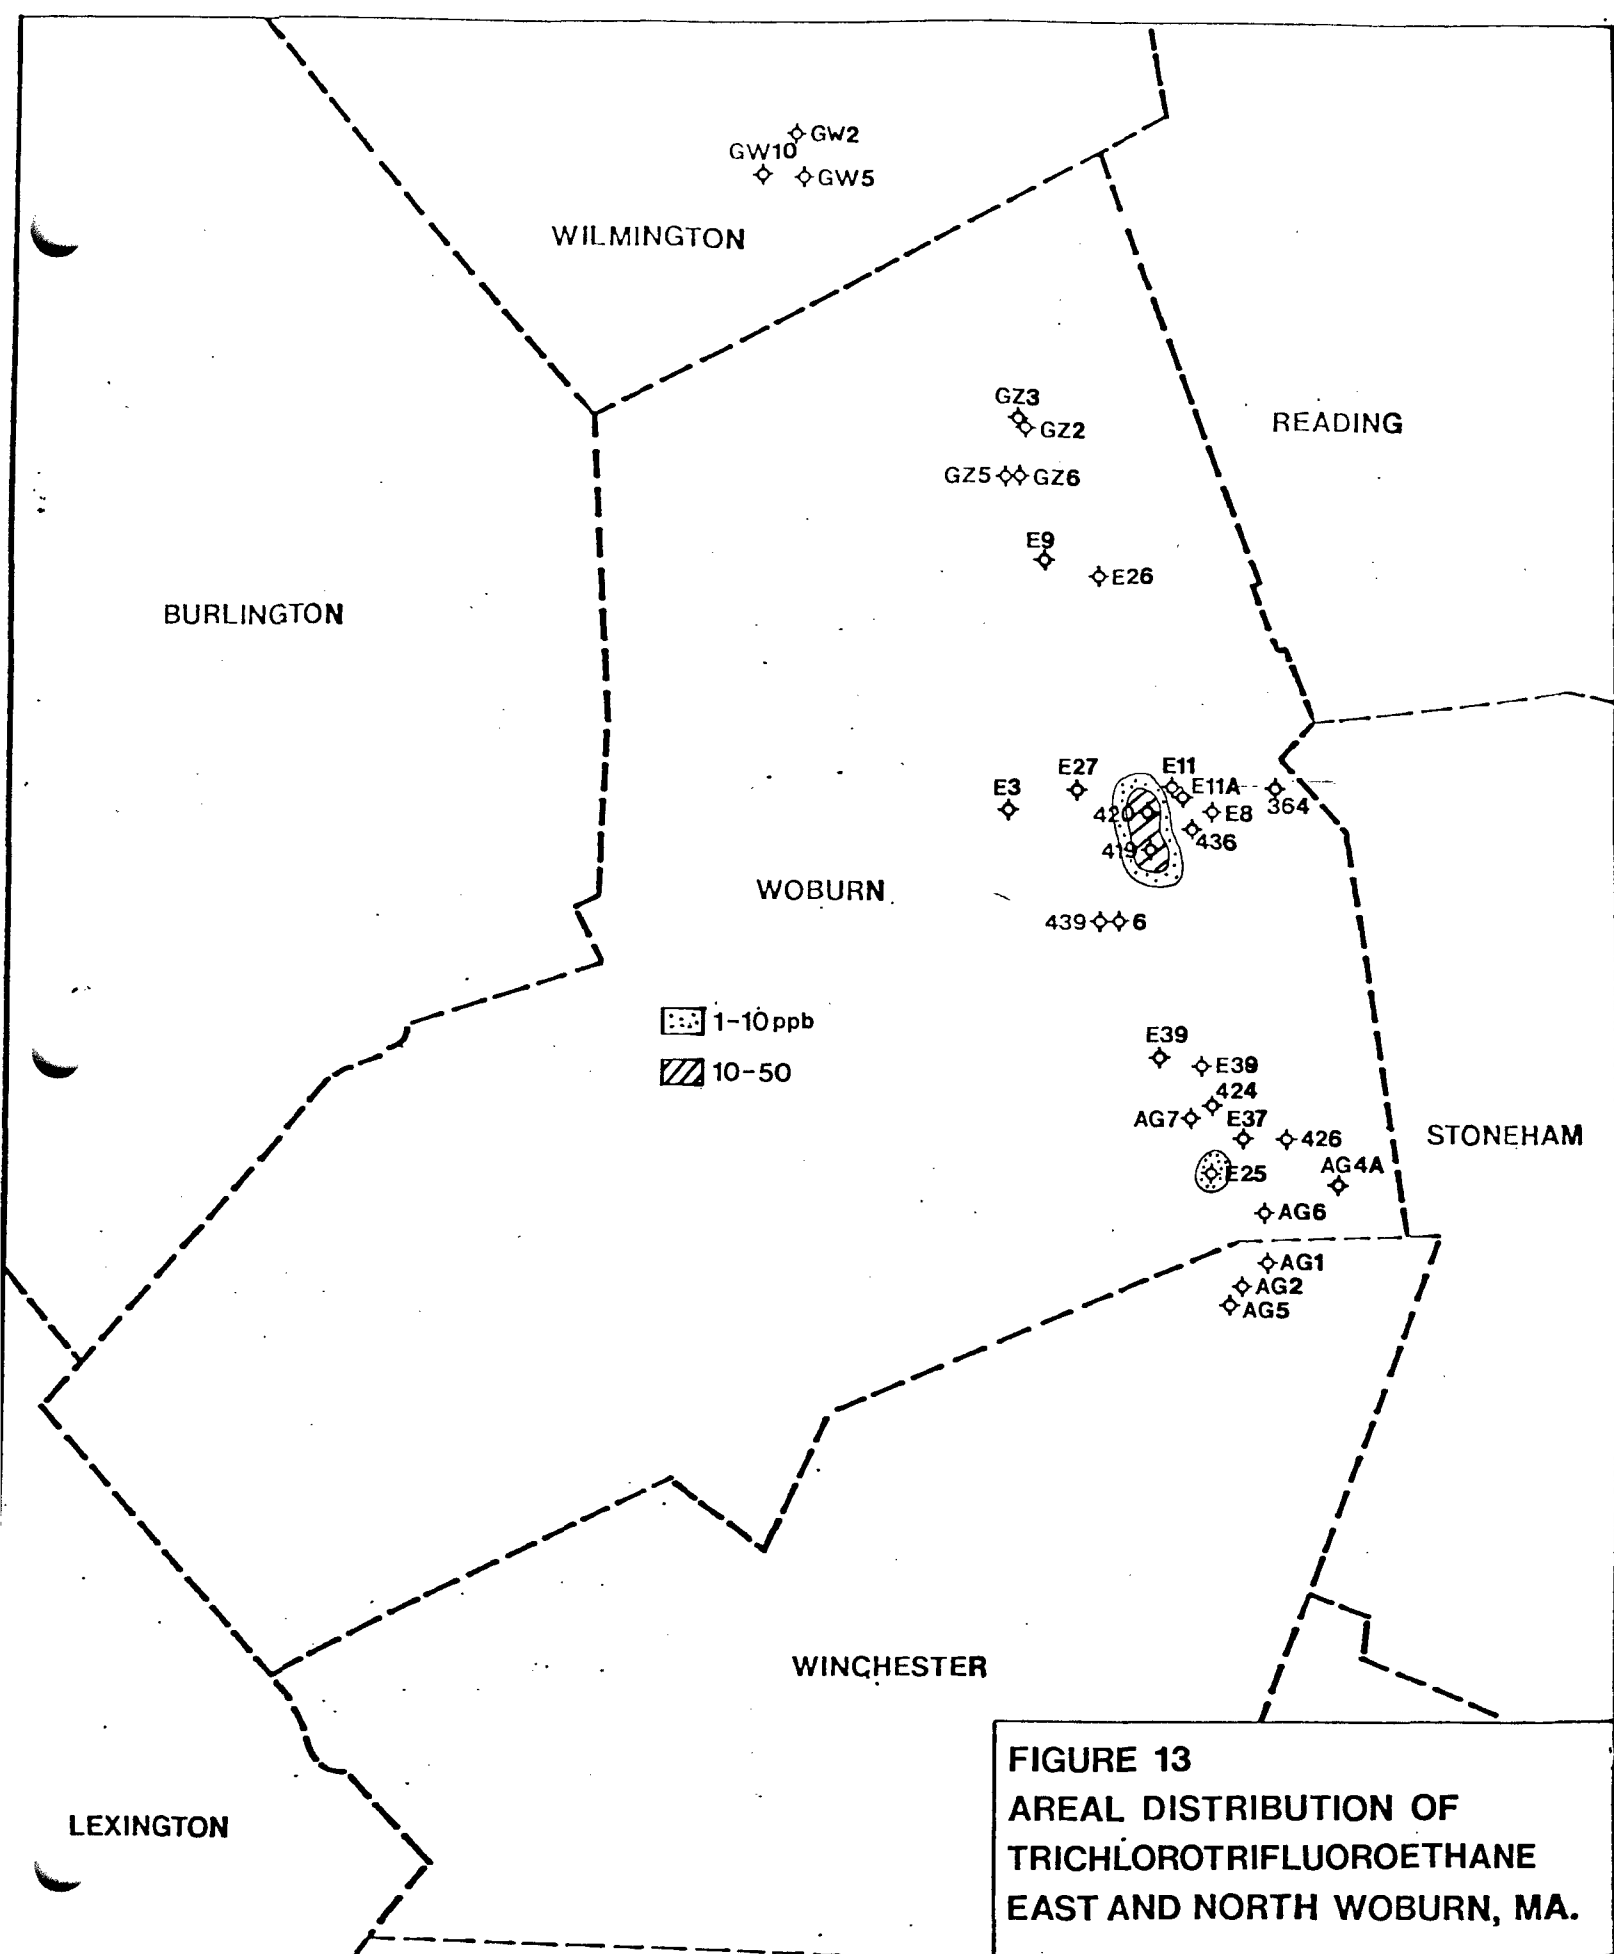 GW2
GW10
GW5
WILMINGTON
GZ3
GZ2
READING
GZ5 GZ6
E9
E26
BURLINGTON
E27
E11
E3
E11A
364
420
E8
436
419
WOBURN
439 6
1-10 ppb
10-50
E39
E39
424
AG7
E37
426
STONEHAM
AG4A
E25
AG6
AG1
AG2
AG5
WINCHESTER
LEXINGTON
FIGURE 13
AREAL DISTRIBUTION OF
TRICHLOROTRIFLUOROETHANE
EAST AND NORTH WOBURN, MA.